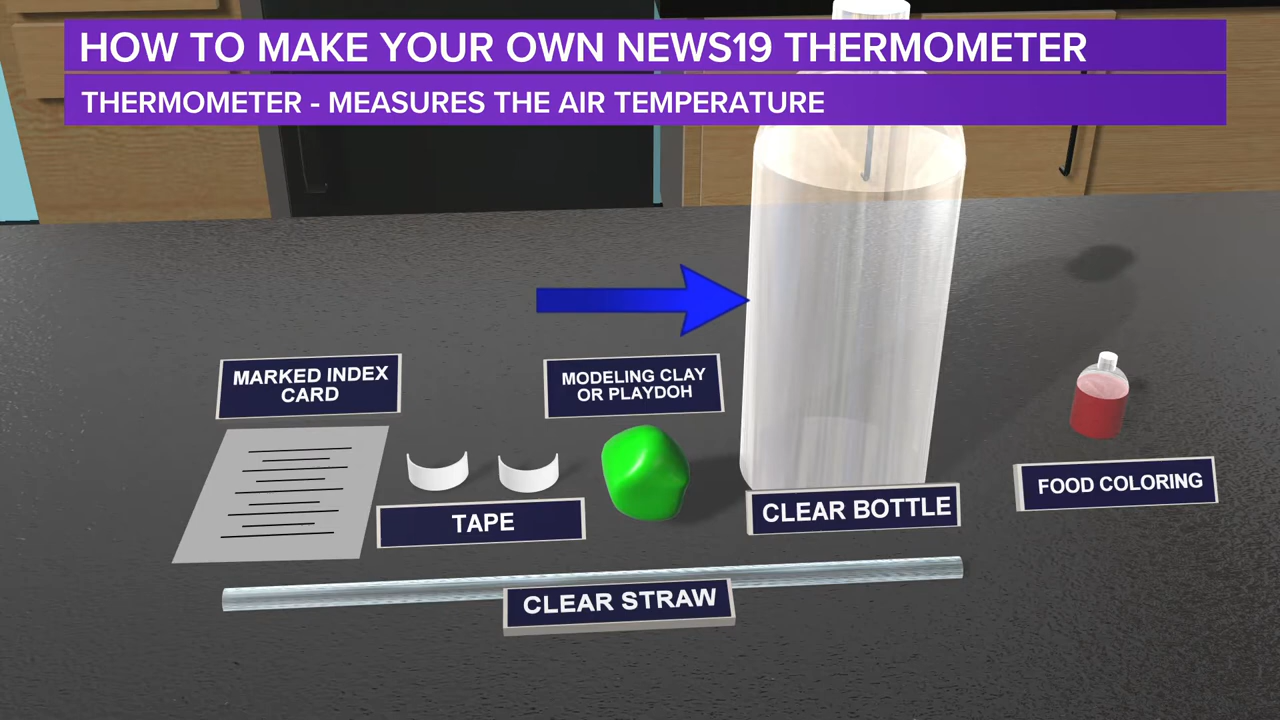 HOW TO MAKE YOUR OWN NEWS19 THERMOMETER
THERMOMETER - MEASURES THE AIR TEMPERATURE
MARKED INDEX
CARD
MODELING CLAY
OR PLAYDOH
TAPE
CLEAR BOTTLE
FOOD COLORING
CLEAR STRAW